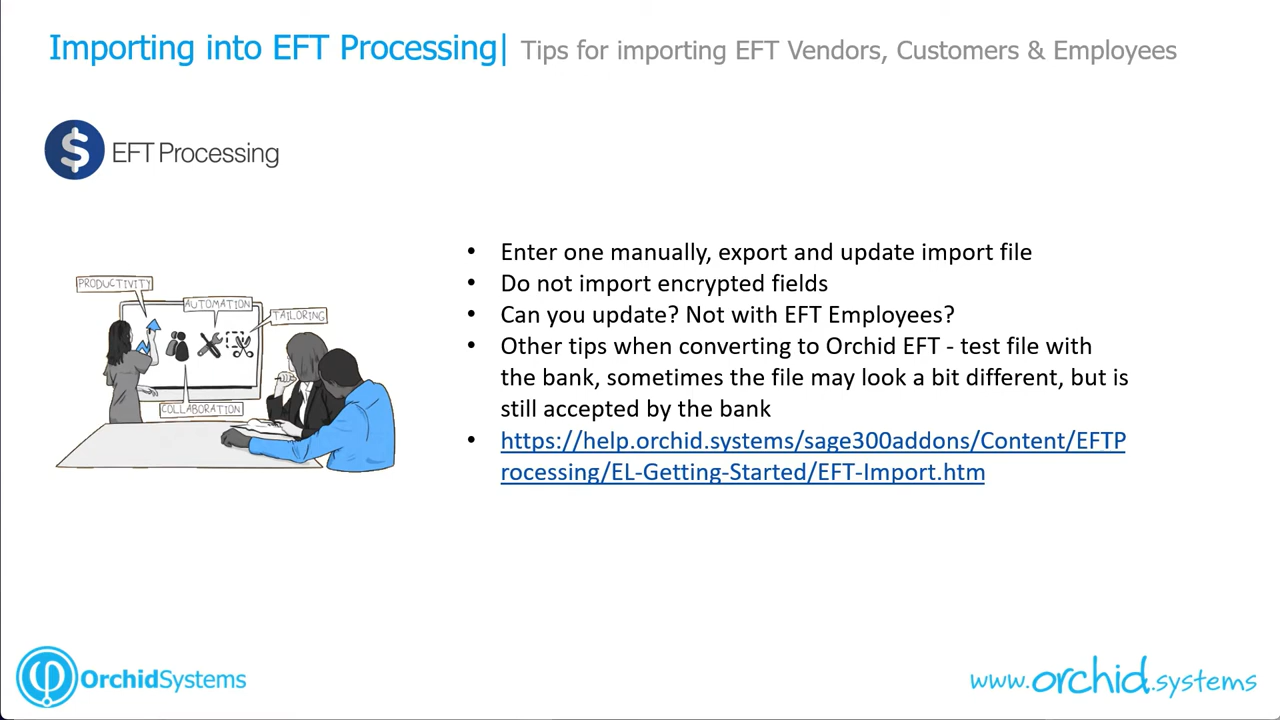 Importing into EFT Processing| Tips for importing EFT Vendors, Customers & Employees
EFT Processing
PRODUCTIVITY
AUTOMATION
TAILORING
COLLABORATION
• Enter one manually, export and update import file
• Do not import encrypted fields
• Can you update? Not with EFT Employees?
• Other tips when converting to Orchid EFT - test file with
the bank, sometimes the file may look a bit different, but is
still accepted by the bank
• https://help.orchid.systems/sage300addons/Content/EFTP
rocessing/EL-Getting-Started/EFT-Import.htm
OrchidSystems
www.orchid.systems